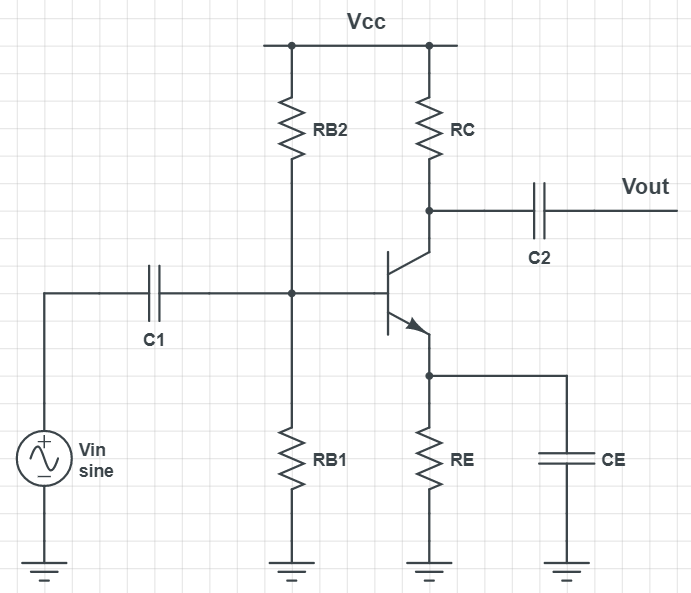 Vcc
RB2
RC
Vout
C2
C1
Vin
sine
RB1
RE
CE